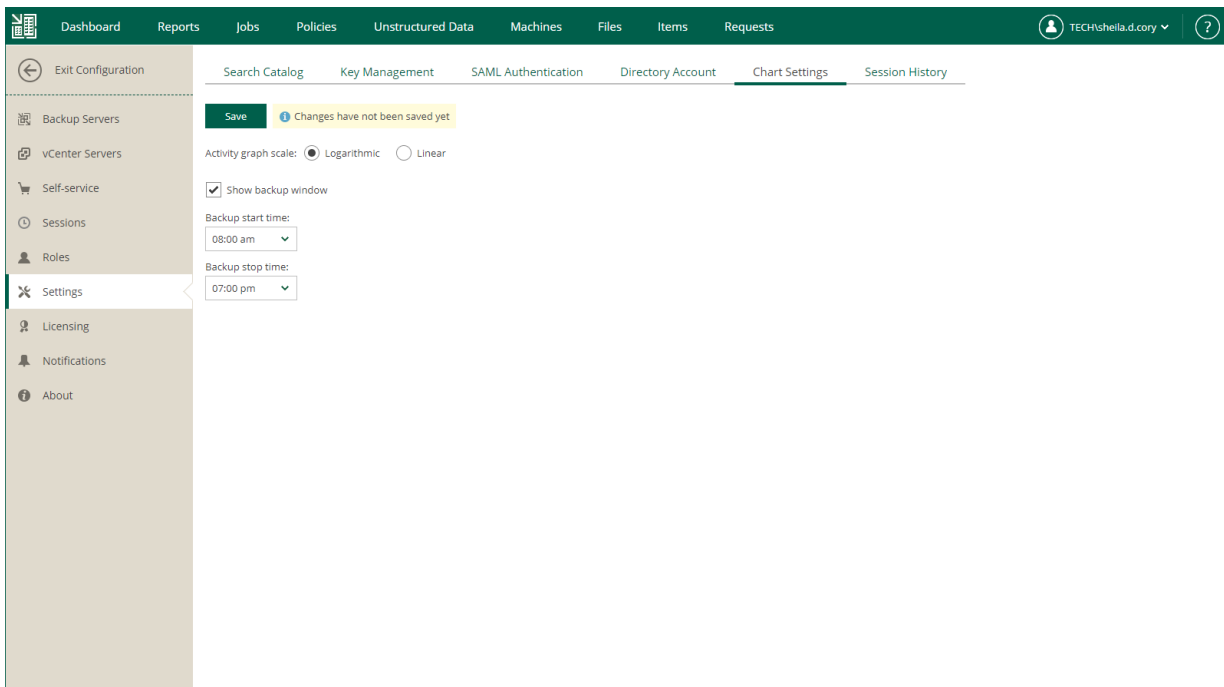 Dashboard Reports Jobs Policies Unstructured Data Machines Files Items Requests TECH\sheila.d.cory ?
Exit Configuration
Search Catalog Key Management SAML Authentication Directory Account Chart Settings Session History
Backup Servers
vCenter Servers
Self-service
Sessions
Roles
Settings
Licensing
Notifications
About
Save Changes have not been saved yet
Activity graph scale: Logarithmic Linear
Show backup window
Backup start time:
08:00 am
Backup stop time:
07:00 pm